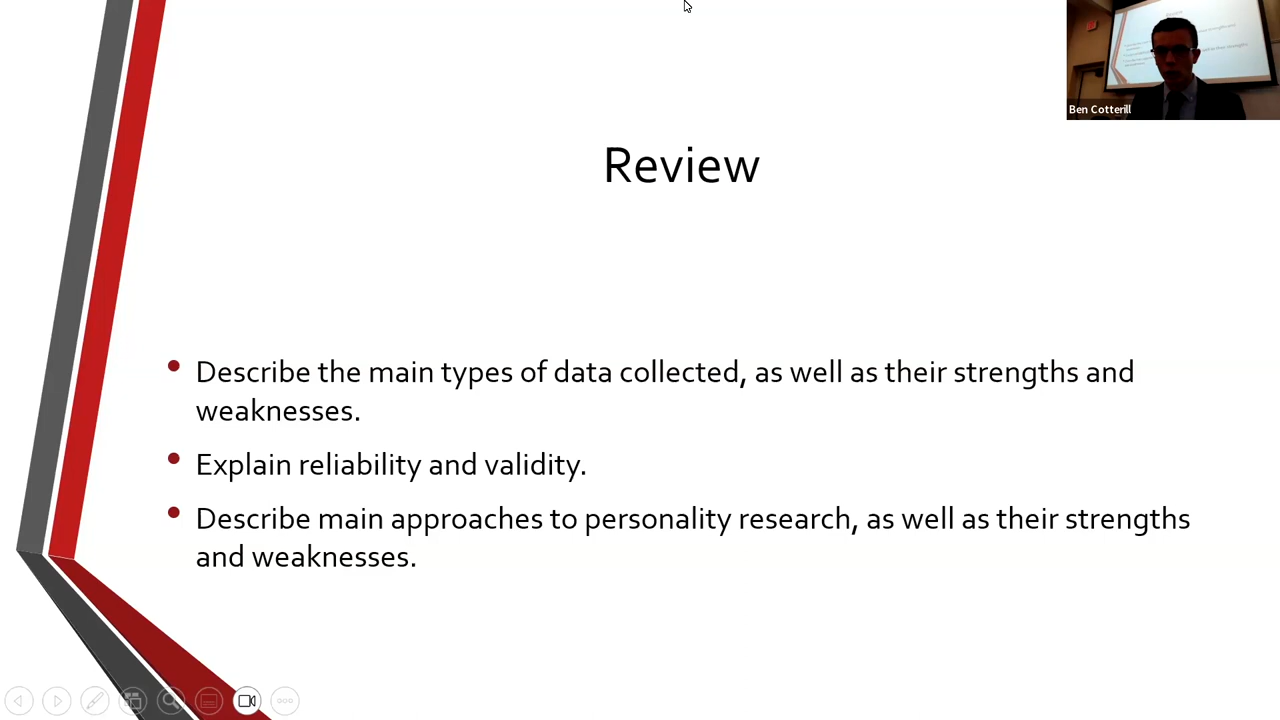 Review
Ben Cotterill
Describe the main types of data collected, as well as their strengths and
weaknesses.
Explain reliability and validity.
Describe main approaches to personality research, as well as their strengths
and weaknesses.